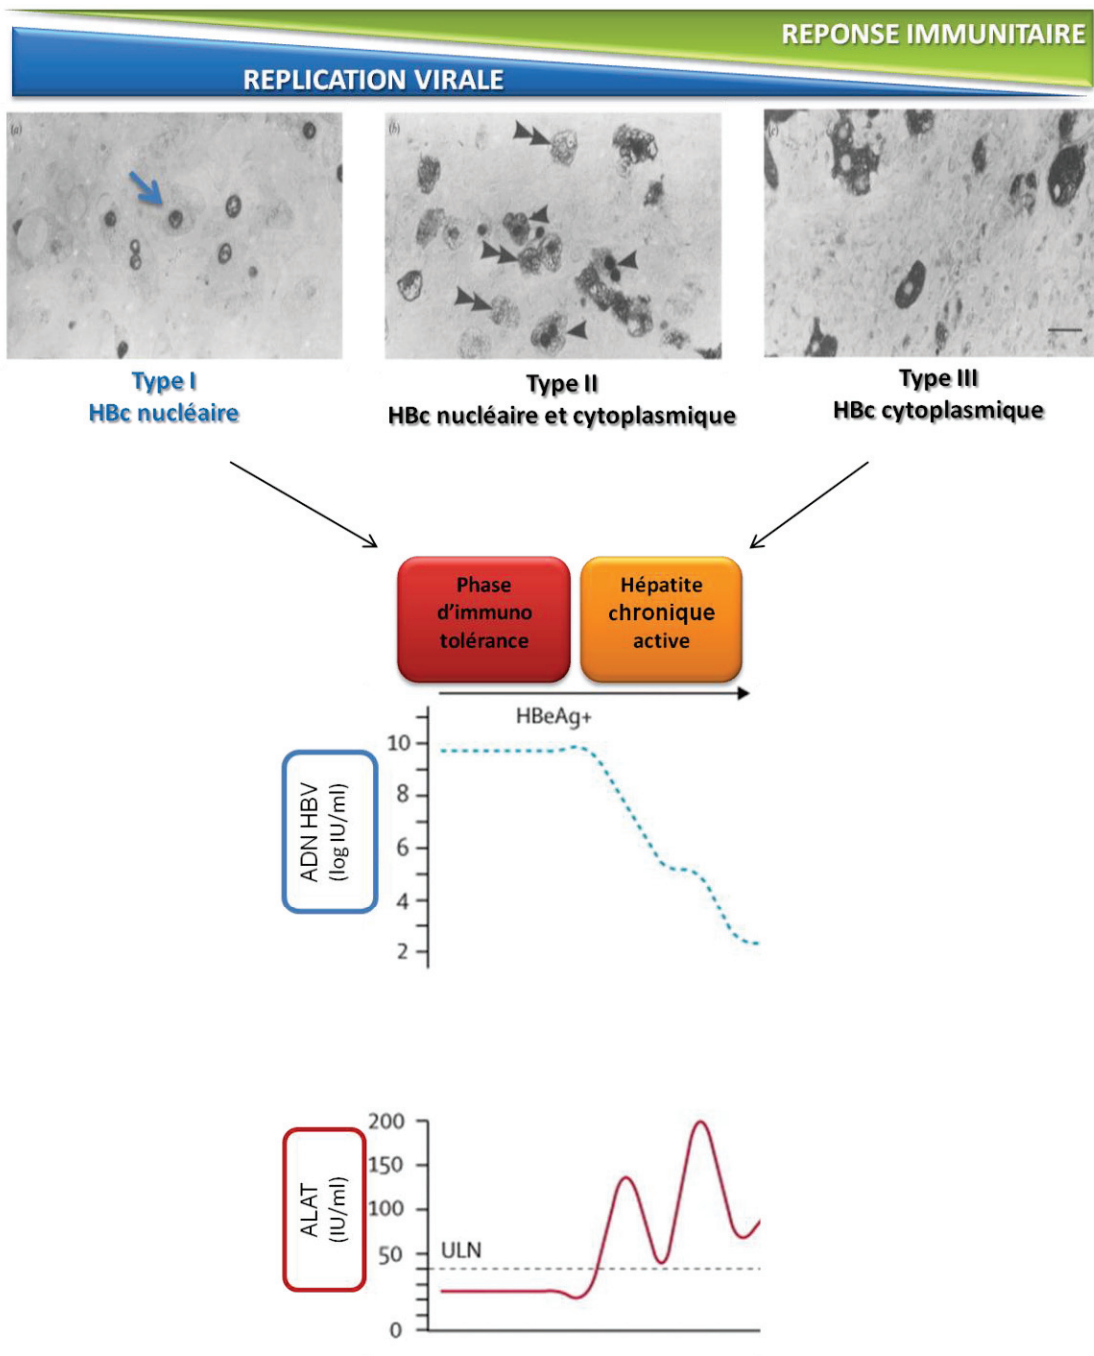 REPONSE IMMUNITAIRE
REPLICATION VIRALE
(a)
(b)
(c)
Type I
HBc nucléaire
Type II
HBc nucléaire et cytoplasmique
Type III
HBc cytoplasmique
Phase
d'immuno
tolérance
Hépatite
chronique
active
HBeAg+
ADN HBV
(log IU/ml)
10
8
6
4
2
ALAT
(IU/ml)
200
150
100
50
0
ULN